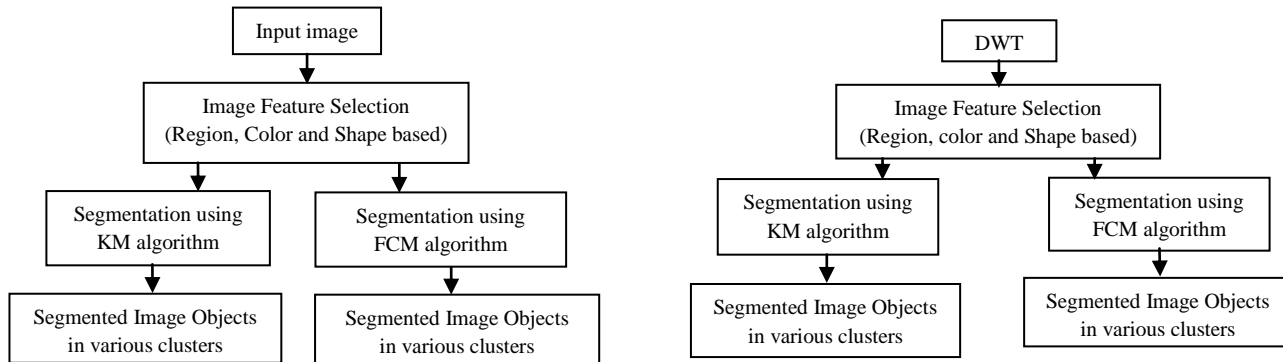 Input image
Image Feature Selection
(Region, Color and Shape based)
Segmentation using
KM algorithm
Segmentation using
FCM algorithm
Segmented Image Objects
in various clusters
Segmented Image Objects
in various clusters
DWT
Image Feature Selection
(Region, color and Shape based)
Segmentation using
KM algorithm
Segmentation using
FCM algorithm
Segmented Image Objects
in various clusters
Segmented Image Objects
in various clusters